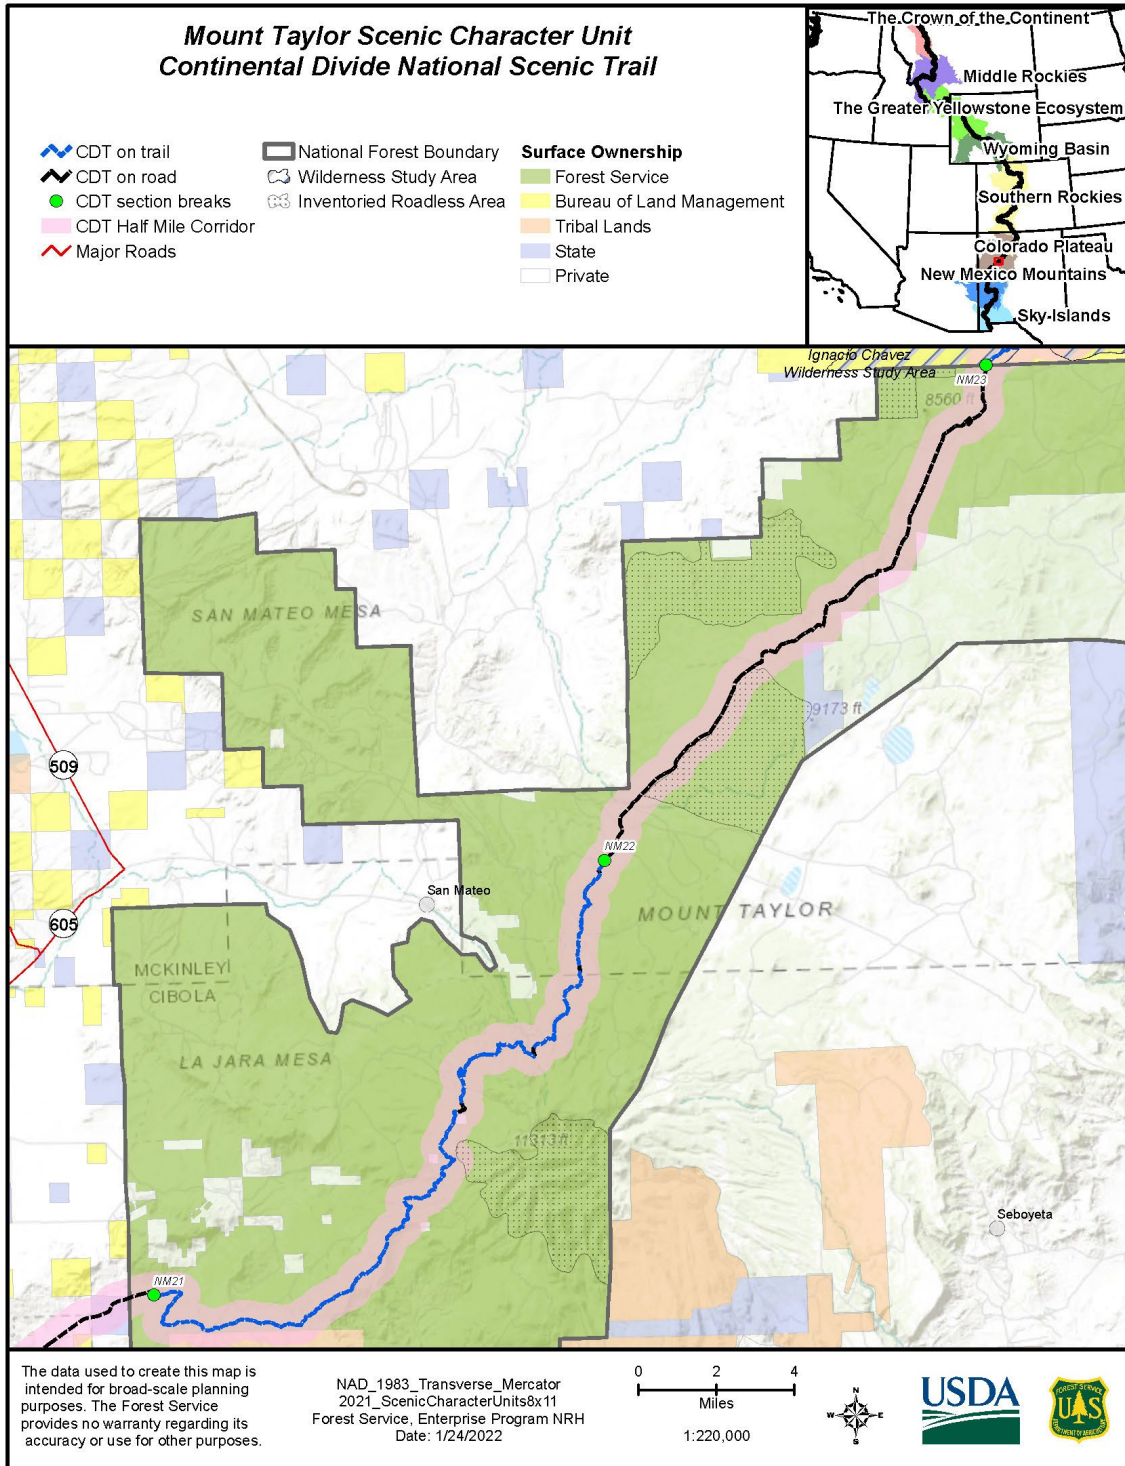 Mount Taylor Scenic Character Unit
Continental Divide National Scenic Trail
CDT on trail
CDT on road
CDT section breaks
CDT Half Mile Corridor
Major Roads
National Forest Boundary
Wilderness Study Area
Inventoried Roadless Area
Surface Ownership
Forest Service
Bureau of Land Management
Tribal Lands
State
Private
The Crown of the Continent
Middle Rockies
The Greater Yellowstone Ecosystem
Wyoming Basin
Southern Rockies
Colorado Plateau
New Mexico Mountains
Sky-Islands
Ignacio Chavez
Wilderness Study Area
NM23
8560 ft
SAN MATEO MESA
9173 ft
509
NM22
San Mateo
MOUNT TAYLOR
605
MCKINLEY
CIBOLA
LA JARA MESA
11313 ft
Seboyeta
NM21
The data used to create this map is
intended for broad-scale planning
purposes. The Forest Service
provides no warranty regarding its
accuracy or use for other purposes.
NAD_1983_Transverse_Mercator
2021_ScenicCharacterUnits8x11
Forest Service, Enterprise Program NRH
Date: 1/24/2022
0 2 4
Miles
1:220,000
N
W E
S
USDA
FOREST SERVICE
U S
DEPARTMENT OF AGRICULTURE